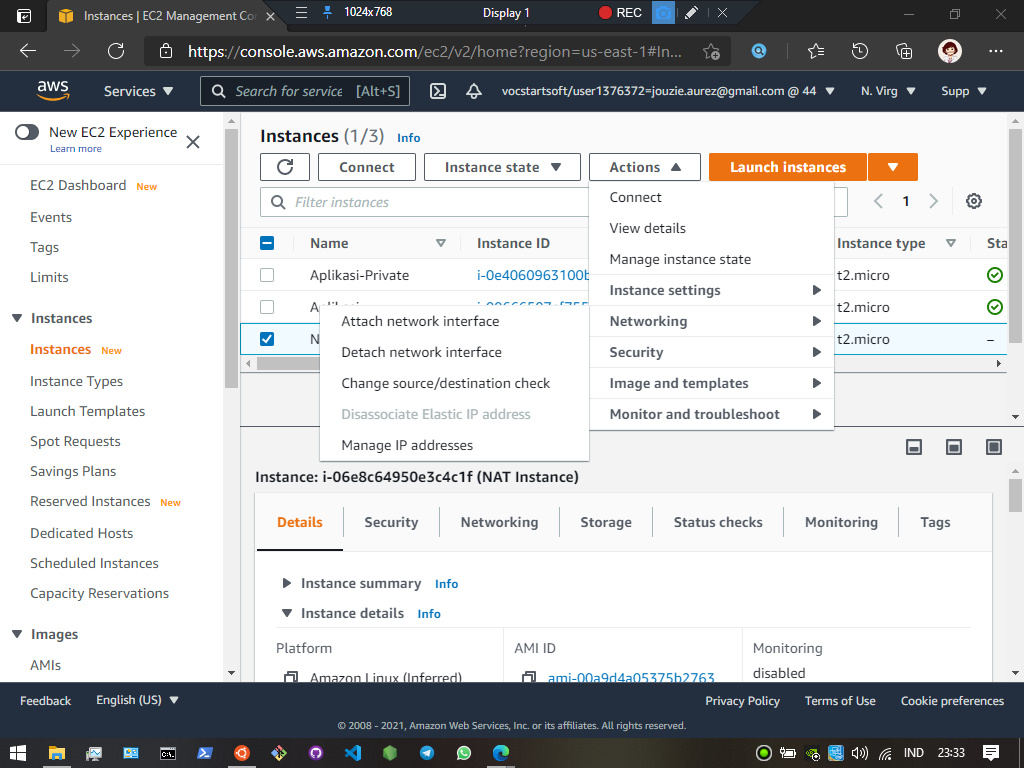 Instances | EC2 Management Co
1024x768
Display 1
REC
https://console.aws.amazon.com/ec2/v2/home?region=us-east-1#In...
aws
Services
Search for service
[Alt+S]
vocstartsoft/user1376372=jouzie.aurez@gmail.com @ 44
N. Virg
Supp
New EC2 Experience
Learn more
EC2 Dashboard New
Events
Tags
Limits
Instances
Instances New
Instance Types
Launch Templates
Spot Requests
Savings Plans
Reserved Instances New
Dedicated Hosts
Scheduled Instances
Capacity Reservations
Images
AMIs
Instances (1/3) Info
Connect
Instance state
Actions
Launch instances
Filter instances
1
Name
Instance ID
Instance type
Sta
Aplikasi-Private
i-0e4060963100b
t2.micro
t2.micro
N
t2.micro
–
Connect
View details
Manage instance state
Instance settings
Networking
Security
Image and templates
Monitor and troubleshoot
Attach network interface
Detach network interface
Change source/destination check
Disassociate Elastic IP address
Manage IP addresses
Instance: i-06e8c64950e3c4c1f (NAT Instance)
Details
Security
Networking
Storage
Status checks
Monitoring
Tags
Instance summary Info
Instance details Info
Platform
Amazon Linux (Inferred)
AMI ID
ami-00a9d4a05375b2763
Monitoring
disabled
Feedback
English (US)
Privacy Policy
Terms of Use
Cookie preferences
© 2008 - 2021, Amazon Web Services, Inc. or its affiliates. All rights reserved.
IND
23:33